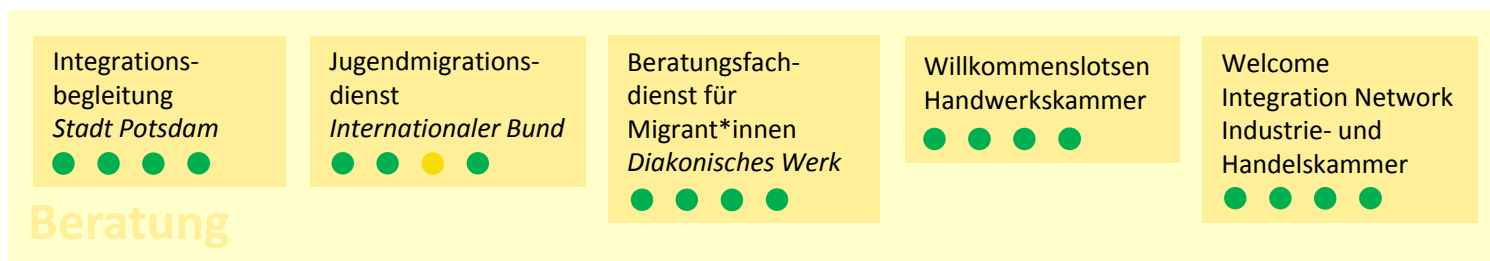 Integrations-
begleitung
Stadt Potsdam
Jugendmigrations-
dienst
Internationaler Bund
Beratungsfach-
dienst für
Migrant*innen
Diakonisches Werk
Willkommenslotsen
Handwerkskammer
Welcome
Integration Network
Industrie- und
Handelskammer
Beratung